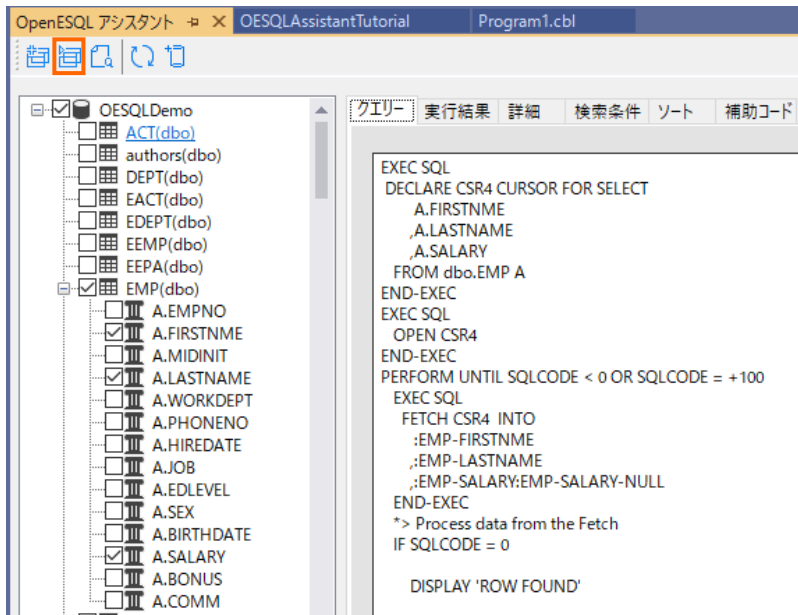 OpenESQL アシスタント
OESQLAssistantTutorial
Program1.cbl
OESQLDemo
ACT(dbo)
authors(dbo)
DEPT(dbo)
EACT(dbo)
EDEPT(dbo)
EEMP(dbo)
EEPA(dbo)
EMP(dbo)
A.EMPNO
A.FIRSTNME
A.MIDINIT
A.LASTNAME
A.WORKDEPT
A.PHONENO
A.HIREDATE
A.JOB
A.EDLEVEL
A.SEX
A.BIRTHDATE
A.SALARY
A.BONUS
A.COMM
クエリー 実行結果 詳細 検索条件 ソート 補助コード
EXEC SQL
DECLARE CSR4 CURSOR FOR SELECT
A.FIRSTNME
,A.LASTNAME
,A.SALARY
FROM dbo.EMP A
END-EXEC
EXEC SQL
OPEN CSR4
END-EXEC
PERFORM UNTIL SQLCODE < 0 OR SQLCODE = +100
EXEC SQL
FETCH CSR4 INTO
:EMP-FIRSTNME
,:EMP-LASTNAME
,:EMP-SALARY:EMP-SALARY-NULL
END-EXEC
*> Process data from the Fetch
IF SQLCODE = 0
DISPLAY 'ROW FOUND'